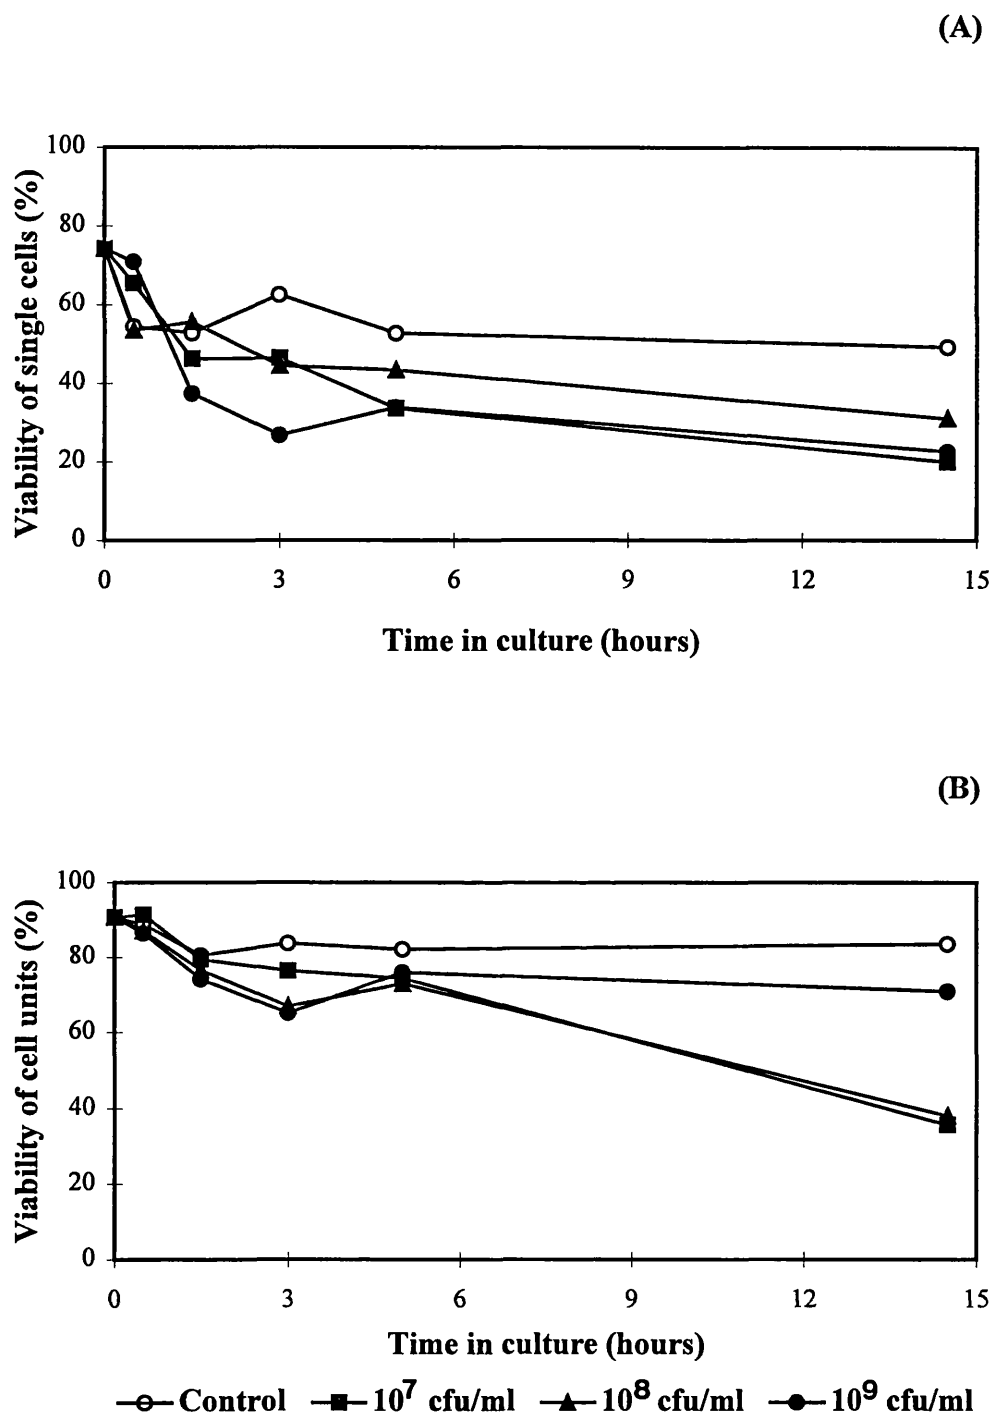 (A)
Viability of single cells (%)
100
80
60
40
20
0
0 3 6 9 12 15
Time in culture (hours)
(B)
Viability of cell units (%)
100
80
60
40
20
0
0 3 6 9 12 15
Time in culture (hours)
Control 10⁷ cfu/ml 10⁸ cfu/ml 10⁹ cfu/ml